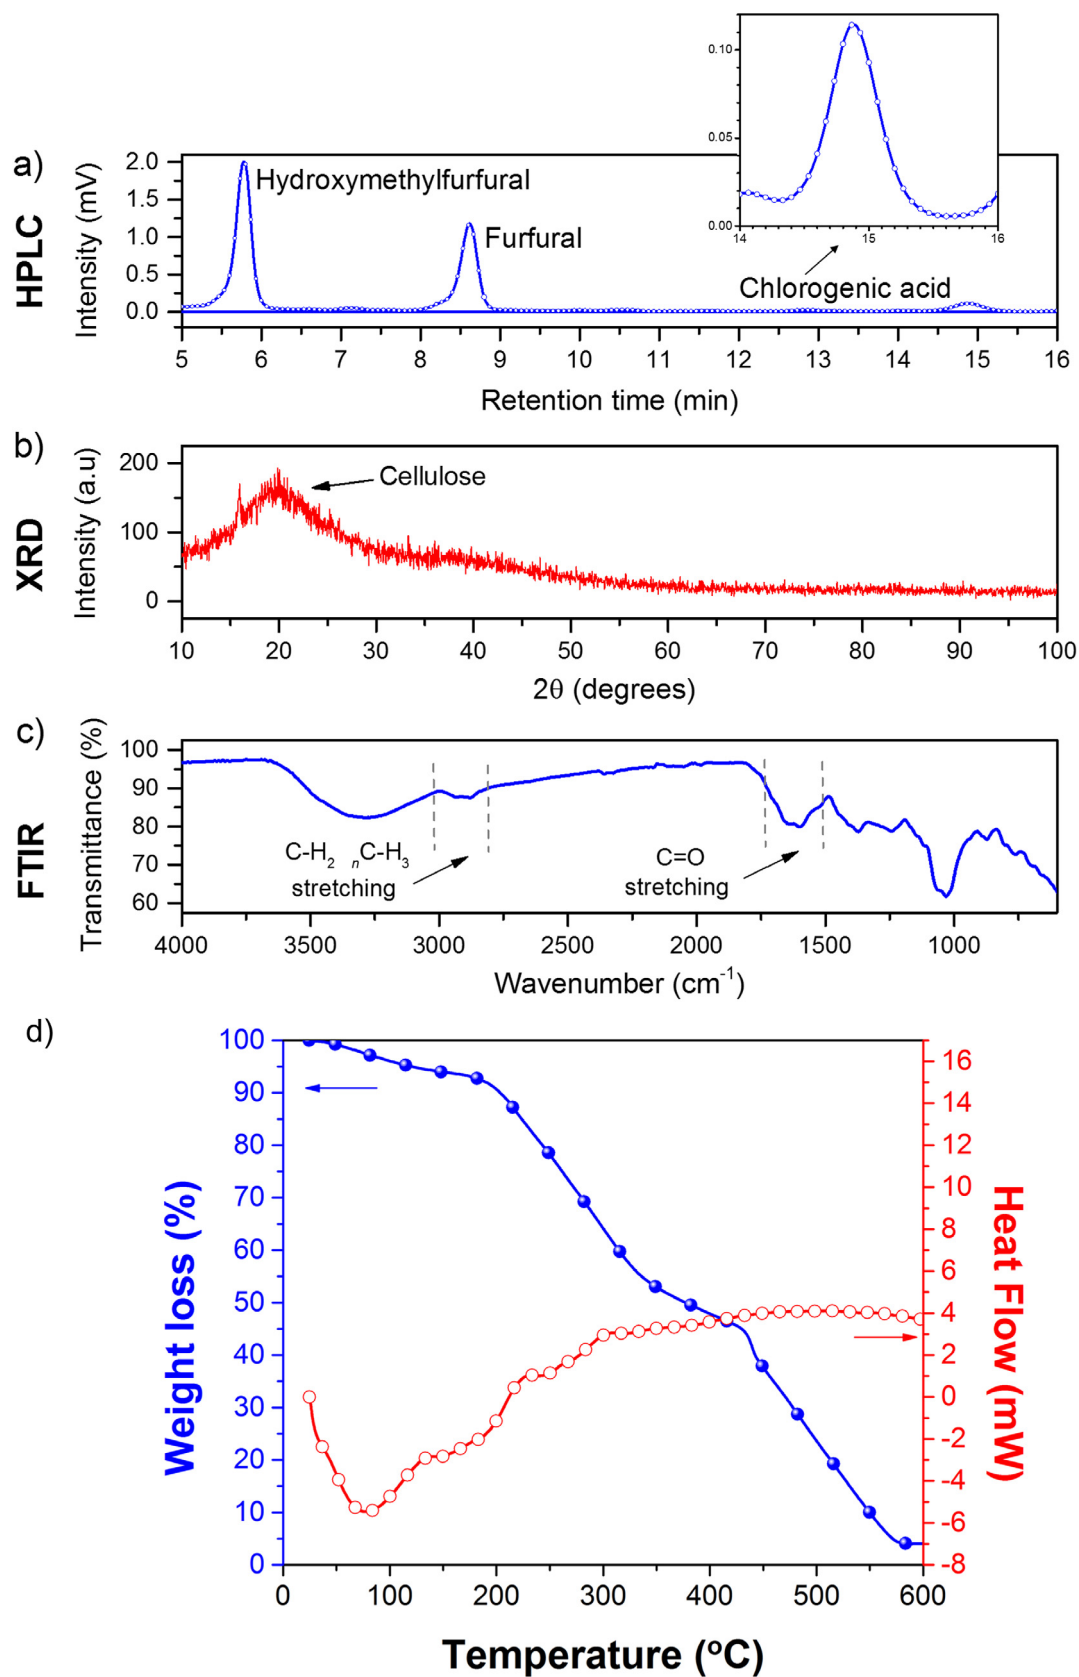 a)
HPLC
Intensity (mV)
2.0
1.5
1.0
0.5
0.0
Hydroxymethylfurfural
Furfural
0.10
0.05
0.00
14 15 16
Chlorogenic acid
5 6 7 8 9 10 11 12 13 14 15 16
Retention time (min)
b)
XRD
Intensity (a.u)
200
100
0
Cellulose
10 20 30 40 50 60 70 80 90 100
2θ (degrees)
c)
FTIR
Transmittance (%)
100
90
80
70
60
C-H2 nC-H3
stretching
C=O
stretching
4000 3500 3000 2500 2000 1500 1000
Wavenumber (cm-1)
d)
Weight loss (%)
100
90
80
70
60
50
40
30
20
10
0
16
14
12
10
8
6
4
2
0
-2
-4
-6
-8
Heat Flow (mW)
0 100 200 300 400 500 600
Temperature (ºC)